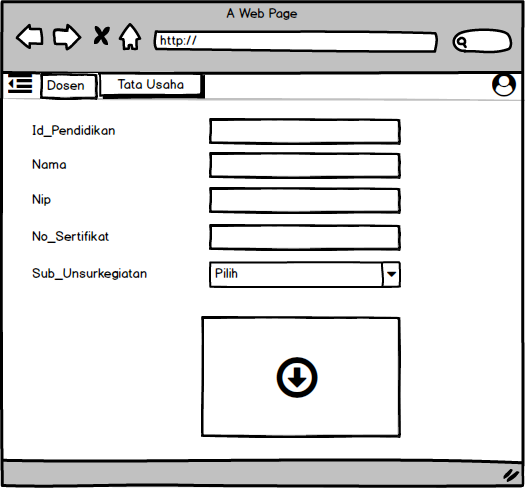 A Web Page
http://
Dosen
Tata Usaha
Id_Pendidikan
Nama
Nip
No_Sertifikat
Sub_Unsurkegiatan
Pilih